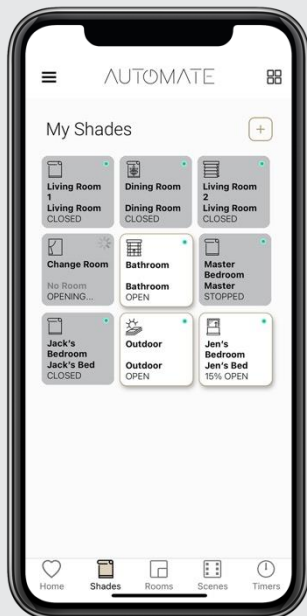 AUTOMATE
My Shades
Living Room
1
Living Room
CLOSED
Dining Room
Dining Room
CLOSED
Living Room
2
Living Room
CLOSED
Change Room
No Room
OPENING...
Bathroom
Bathroom
OPEN
Master
Bedroom
Master
STOPPED
Jack's
Bedroom
Jack's Bed
CLOSED
Outdoor
Outdoor
OPEN
Jen's
Bedroom
Jen's Bed
15% OPEN
Home
Shades
Rooms
Scenes
Timers